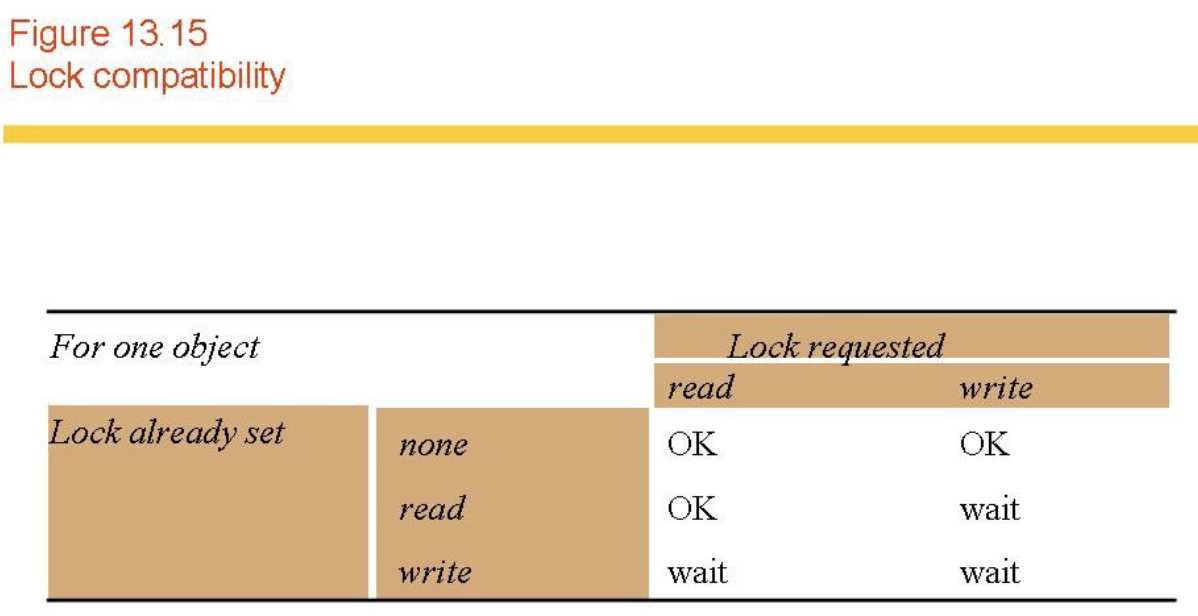 Figure 13.15
Lock compatibility
For one object Lock requested
read write
Lock already set none OK OK
read OK wait
write wait wait